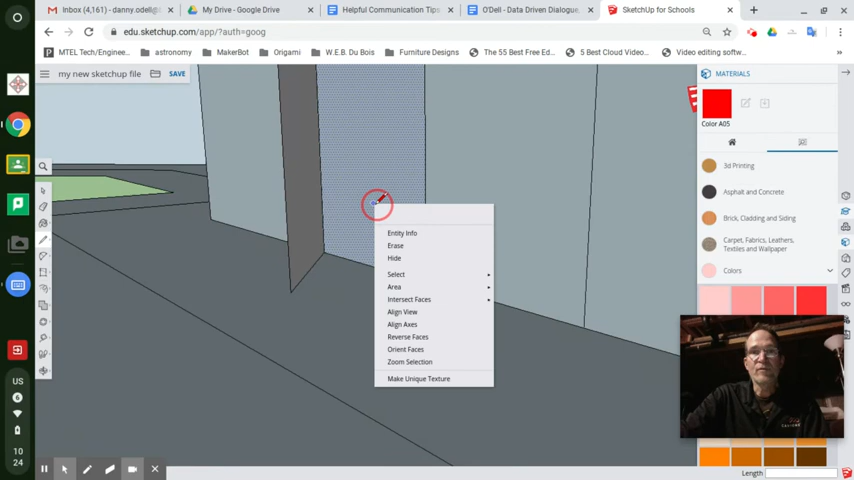 Inbox (4,161) - danny.odell@
My Drive - Google Drive
Helpful Communication Tips
O'Dell - Data Driven Dialogue
SketchUp for Schools
edu.sketchup.com/app/?auth=goog
MTEL Tech/Enginee...
astronomy
MakerBot
Origami
W.E.B. Du Bois
Furniture Designs
The 55 Best Free Ed...
5 Best Cloud Video...
Video editing softw...
my new sketchup file
SAVE
MATERIALS
Color A05
3d Printing
Asphalt and Concrete
Brick, Cladding and Siding
Carpet, Fabrics, Leathers,
Textiles and Wallpaper
Colors
Entity Info
Erase
Hide
Select
Area
Intersect Faces
Align View
Align Axes
Reverse Faces
Orient Faces
Zoom Selection
Make Unique Texture
US
6
10
24
Length